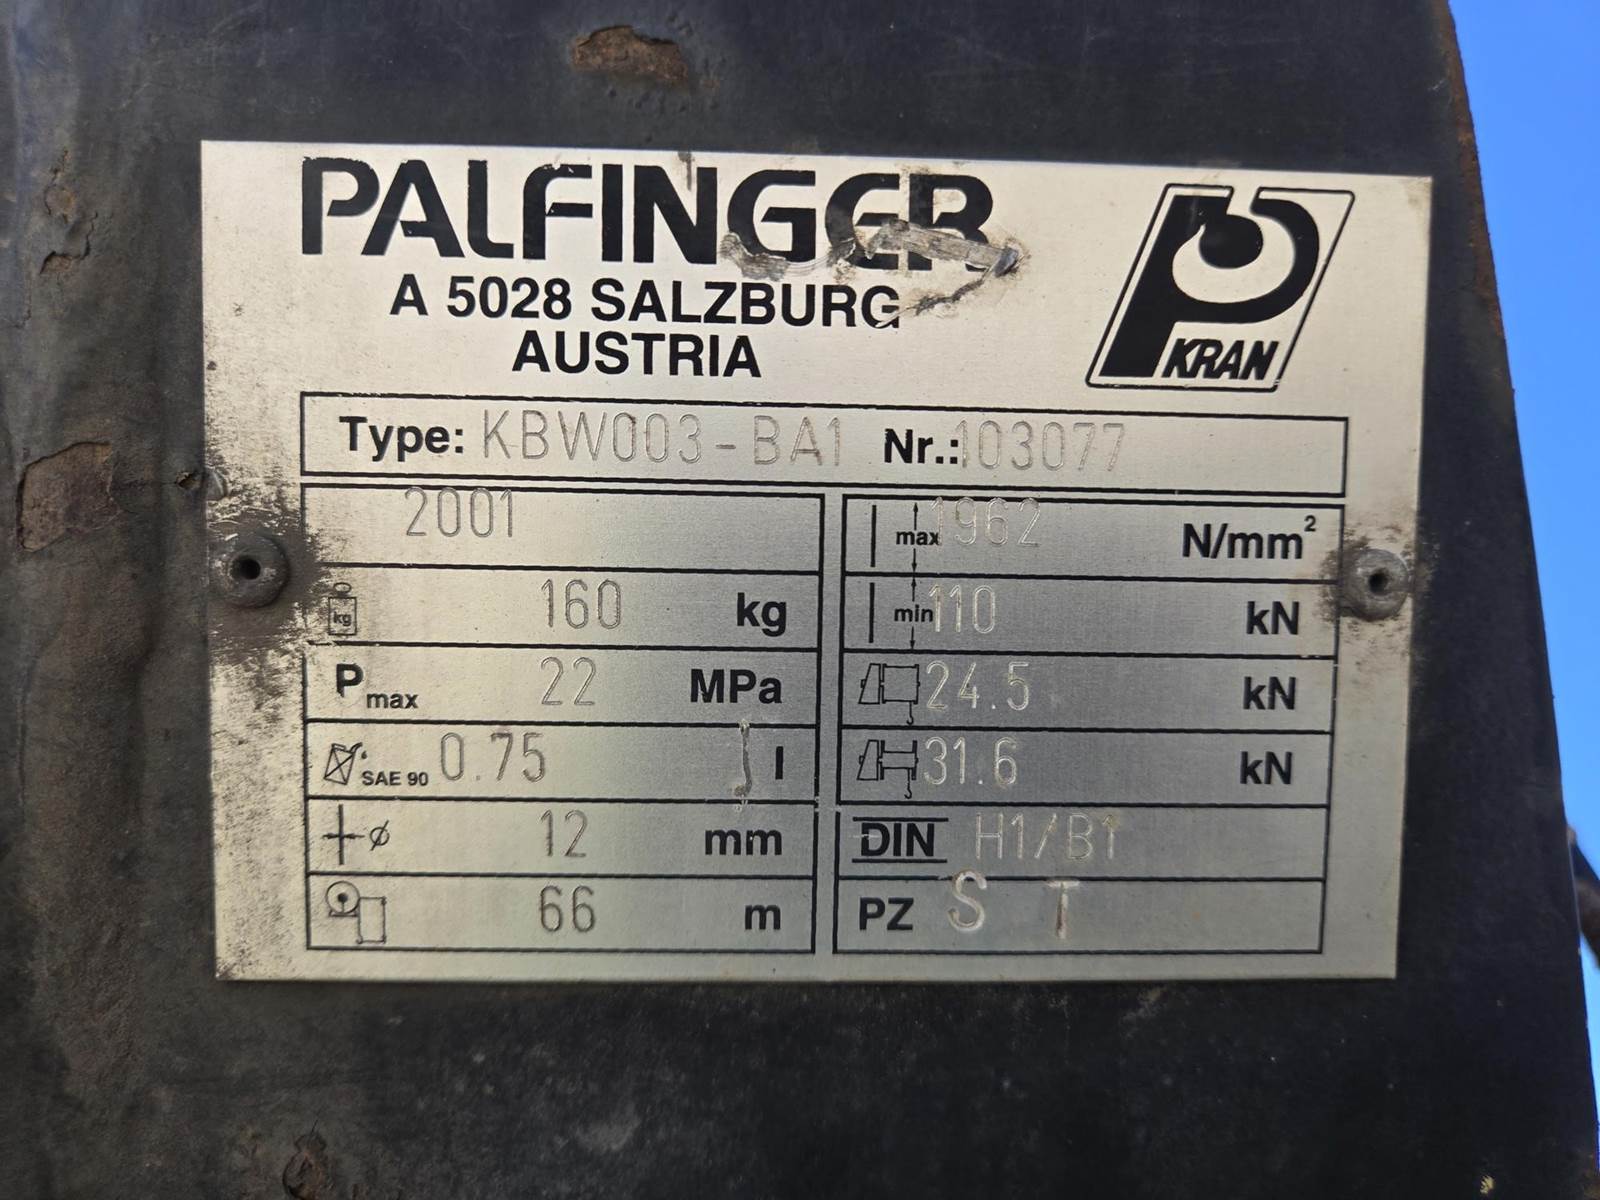 PALFINGER
A 5028 SALZBURG
AUSTRIA
KRAN
Type: KBW003-BA1 Nr.: 103077
2001
kg 160 kg
Pmax 22 MPa
SAE 90 0.75 l
ø 12 mm
66 m
max 1962 N/mm²
min 110 kN
24.5 kN
31.6 kN
DIN H1/B1
PZ S T